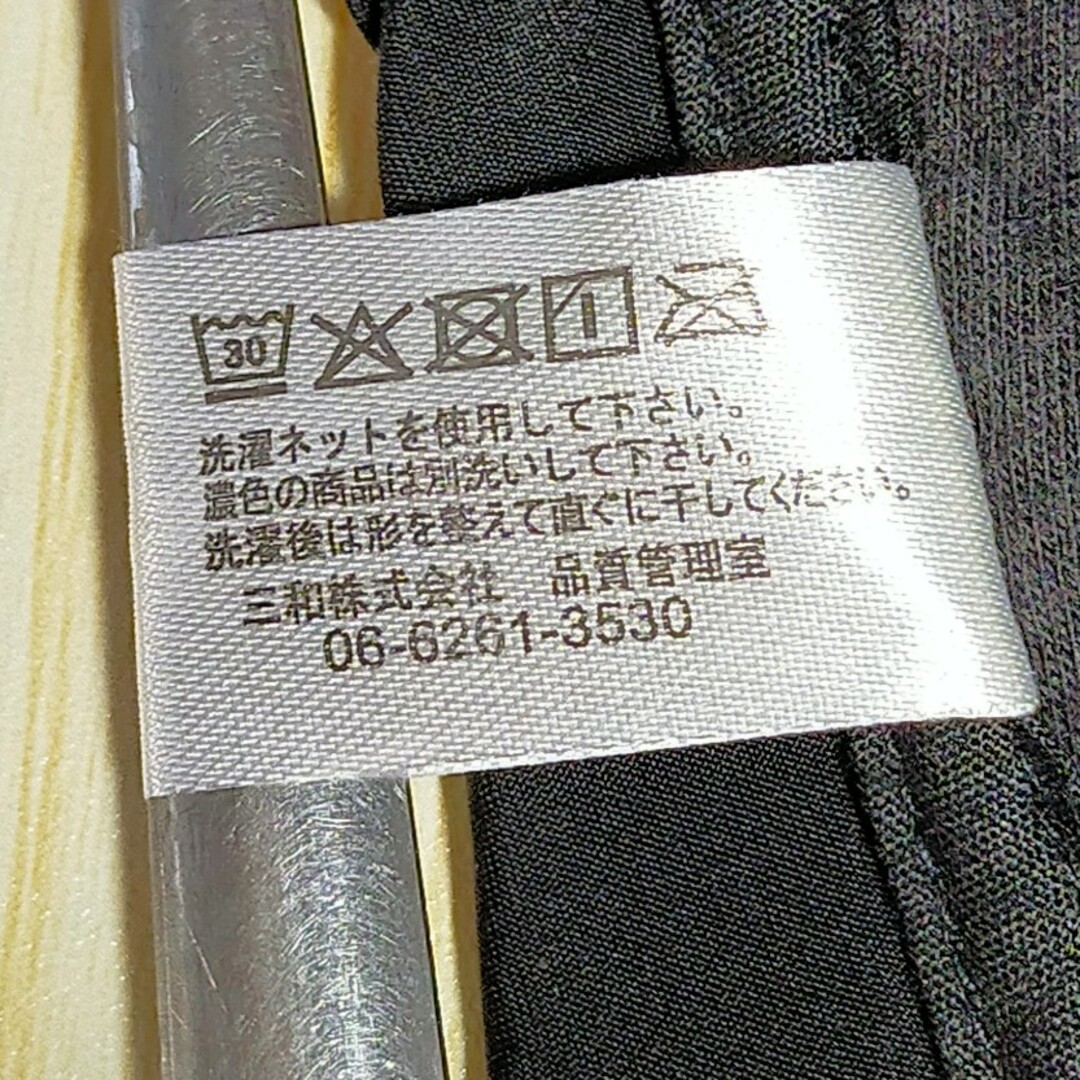 30
洗濯ネットを使用して下さい。
濃色の商品は別洗いして下さい。
洗濯後は形を整えて直ぐに干してください。
三和株式会社　品質管理室
06-6261-3530